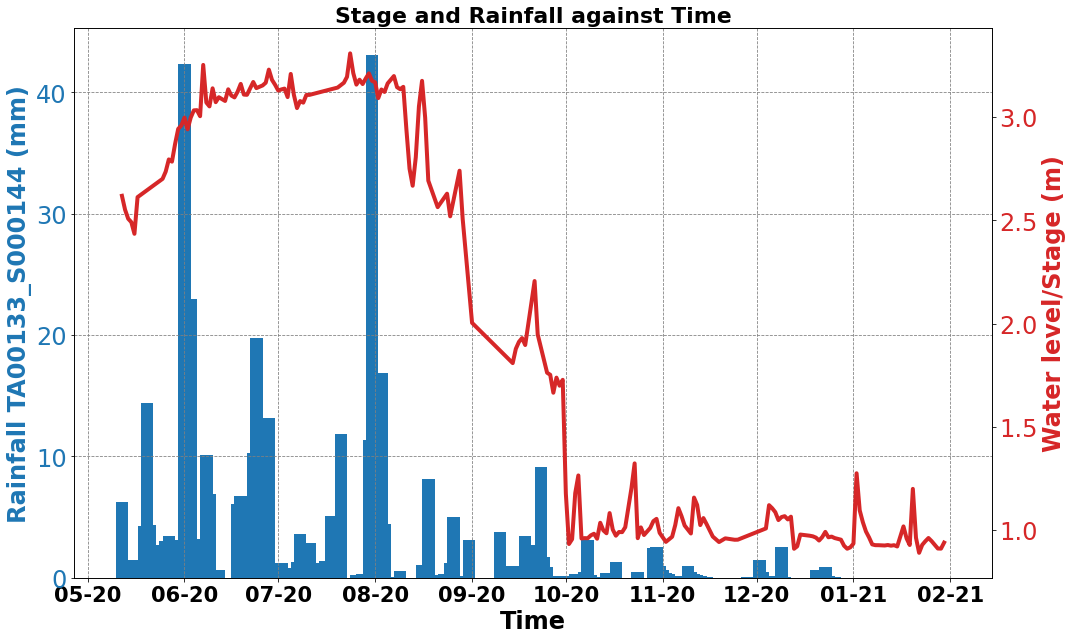 Stage and Rainfall against Time
Rainfall TA00133_S000144 (mm)
40
30
20
10
0
3.0
2.5
2.0
1.5
1.0
Water level/Stage (m)
05-20 06-20 07-20 08-20 09-20 10-20 11-20 12-20 01-21 02-21
Time